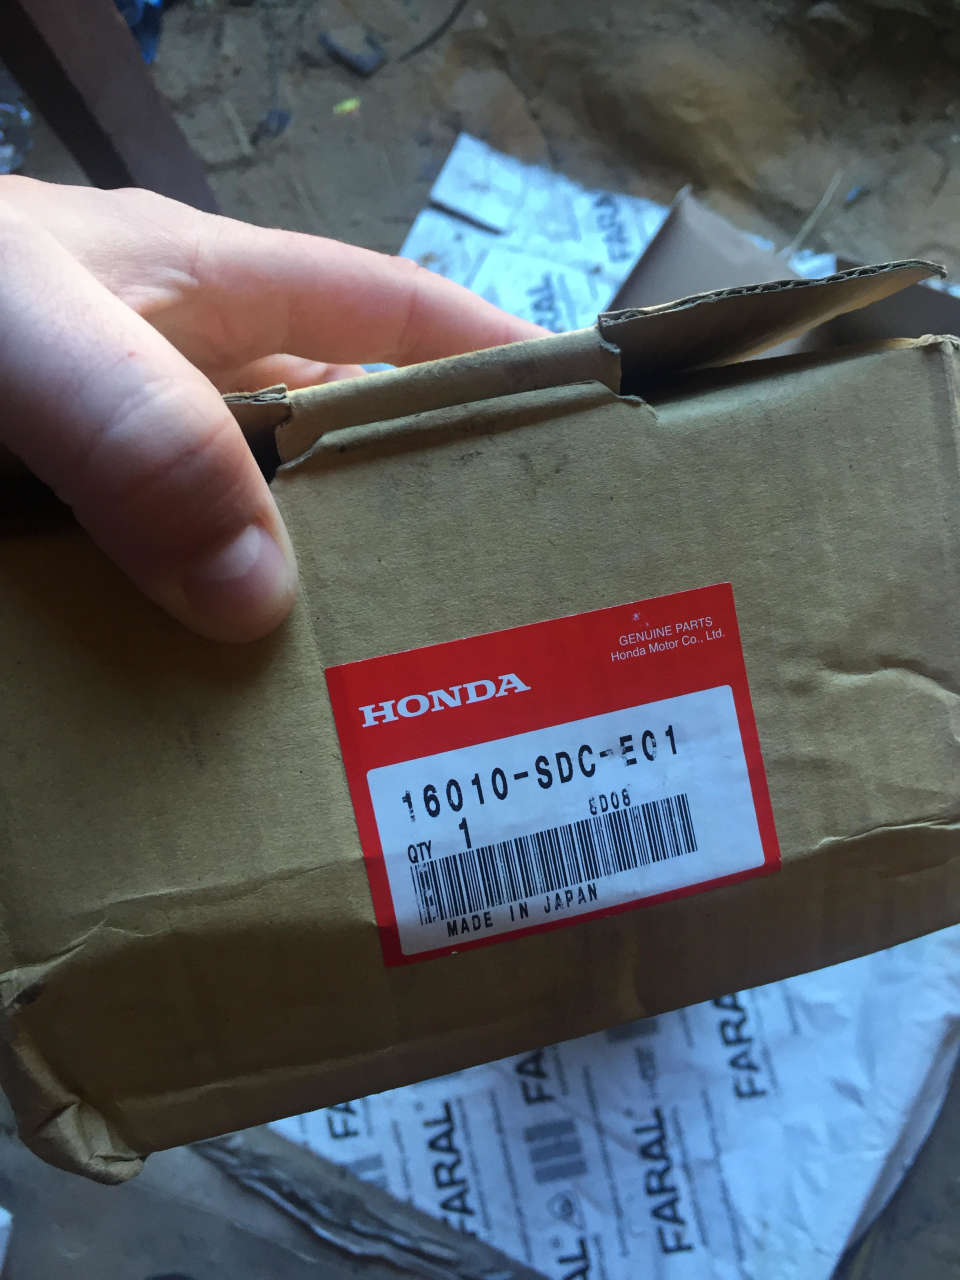 FARAL
FARAL
GENUINE PARTS
Honda Motor Co., Ltd.
HONDA
16010-SDC-E01
8D08
QTY 1
MADE IN JAPAN
FARAL
FARAL
FARAL